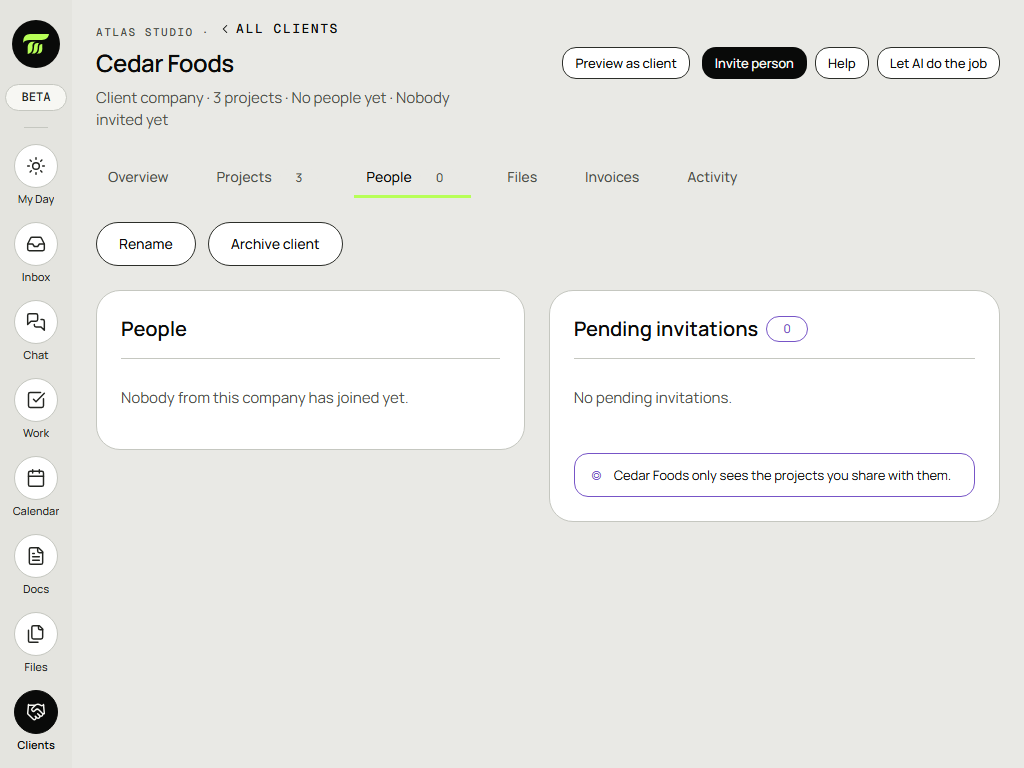 ATLAS STUDIO · ALL CLIENTS
Cedar Foods
Client company · 3 projects · No people yet · Nobody
invited yet
Preview as client
Invite person
Help
Let AI do the job
BETA
My Day
Inbox
Chat
Work
Calendar
Docs
Files
Clients
Overview
Projects 3
People 0
Files
Invoices
Activity
Rename
Archive client
People
Nobody from this company has joined yet.
Pending invitations 0
No pending invitations.
Cedar Foods only sees the projects you share with them.